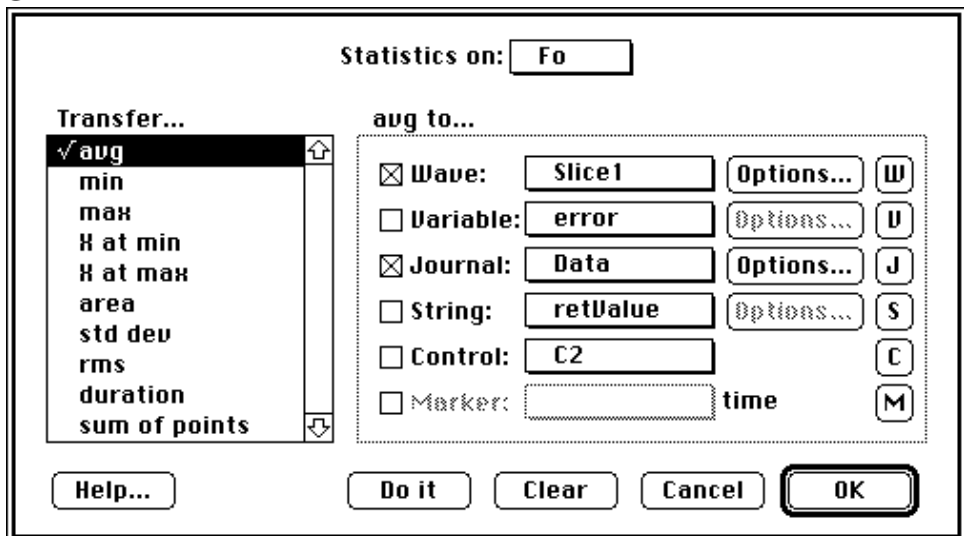 Statistics on: Fo
Transfer...
√ avg
min
max
X at min
X at max
area
std dev
rms
duration
sum of points
avg to...
Wave: Slice1 Options... W
Variable: error Options... V
Journal: Data Options... J
String: retValue Options... S
Control: C2 C
Marker: time M
Help... Do it Clear Cancel OK